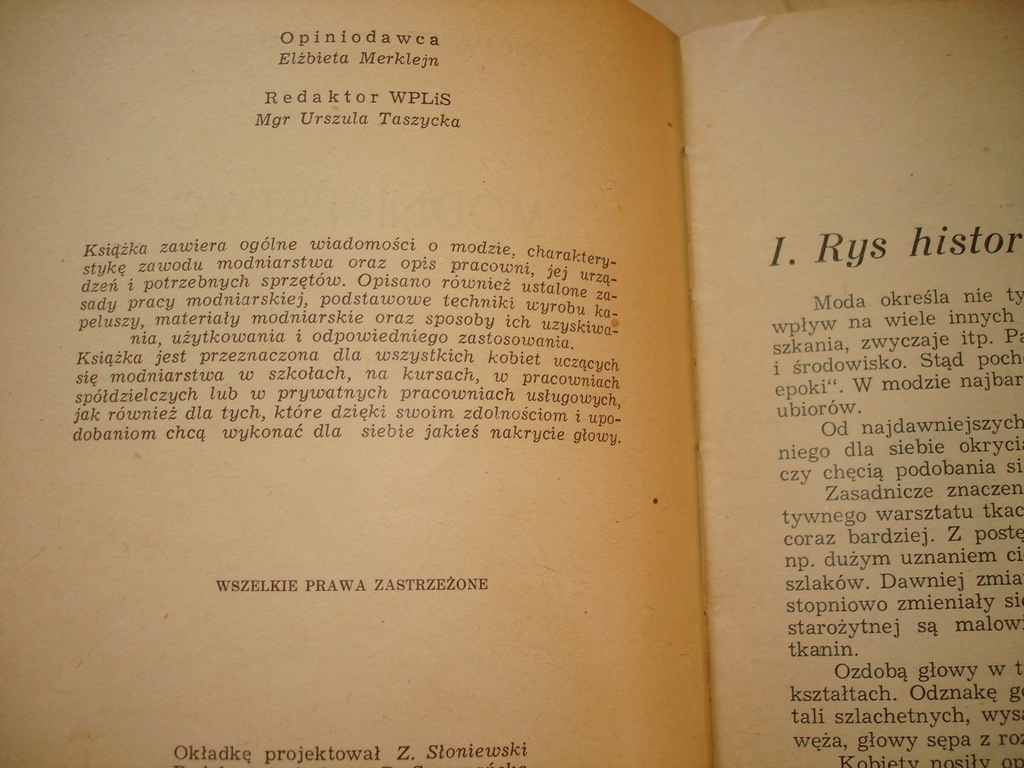 Opiniodawca
Elżbieta Merklejn
Redaktor WPLiS
Mgr Urszula Taszycka
Książka zawiera ogólne wiadomości o modzie, charaktery-
stykę zawodu modniarstwa oraz opis pracowni, jej urzą-
dzeń i potrzebnych sprzętów. Opisano również ustalone za-
sady pracy modniarskiej, podstawowe techniki wyrobu ka-
peluszy, materiały modniarskie oraz sposoby ich uzyskiwa-
nia, użytkowania i odpowiedniego zastosowania.
Książka jest przeznaczona dla wszystkich kobiet uczących
się modniarstwa w szkołach, na kursach, w pracowniach
spółdzielczych lub w prywatnych pracowniach usługowych,
jak również dla tych, które dzięki swoim zdolnościom i upo-
dobaniom chcą wykonać dla siebie jakieś nakrycie głowy.
WSZELKIE PRAWA ZASTRZEŻONE
Okładkę projektował Z. Słoniewski
I. Rys histor
Moda określa nie ty
wpływ na wiele innych
szkania, zwyczaje itp. Pa
i środowisko. Stąd poch
epoki“. W modzie najbar
ubiorów.
Od najdawniejszych
niego dla siebie okrycia
czy chęcią podobania si
Zasadnicze znaczen
tywnego warsztatu tkac
coraz bardziej. Z postę
np. dużym uznaniem ci
szlaków. Dawniej zmia
stopniowo zmieniały się
starożytnej są malow
tkanin.
Ozdobą głowy w t
kształtach. Odznakę g
tali szlachetnych, wysa
węża, głowy sępa z roz
Kobiety nosiły op